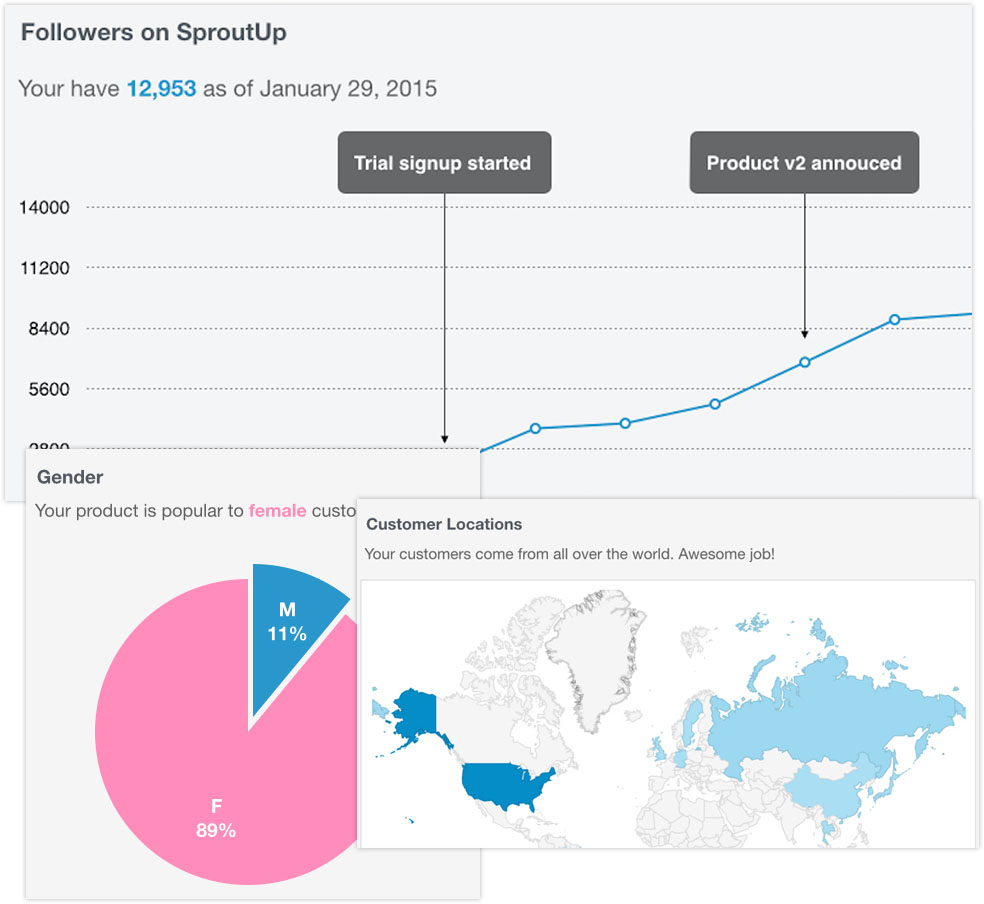 Followers on SproutUp
Your have 12,953 as of January 29, 2015
Trial signup started
Product v2 annouced
14000
11200
8400
5600
2800
Gender
Your product is popular to female custo
Customer Locations
Your customers come from all over the world. Awesome job!
M
11%
F
89%